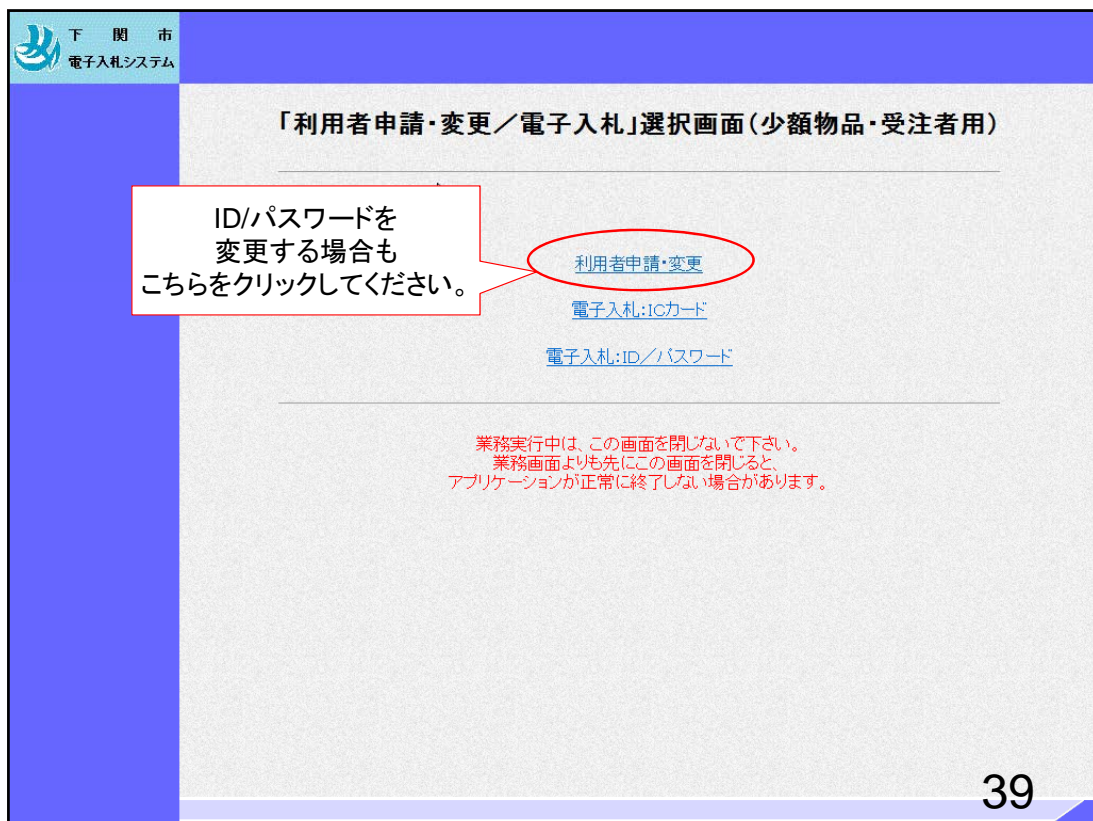 下関市
電子入札システム
「利用者申請・変更／電子入札」選択画面(少額物品・受注者用)
ID/パスワードを
変更する場合も
こちらをクリックしてください。
利用者申請・変更
電子入札:ICカード
電子入札:ID／パスワード
業務実行中は、この画面を閉じないで下さい。
業務画面よりも先にこの画面を閉じると、
アプリケーションが正常に終了しない場合があります。
39